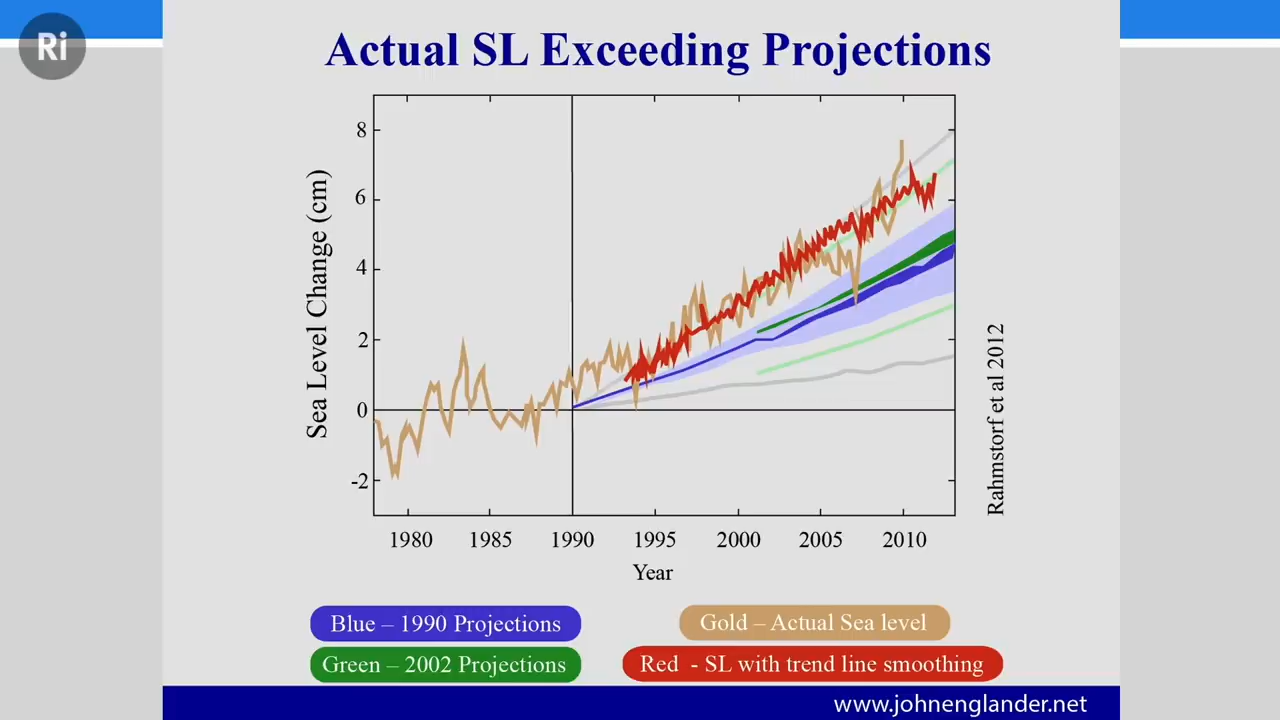 Ri
Actual SL Exceeding Projections
Sea Level Change (cm)
8
6
4
2
0
-2
1980 1985 1990 1995 2000 2005 2010
Year
Rahmstorf et al 2012
Blue – 1990 Projections
Gold – Actual Sea level
Green – 2002 Projections
Red - SL with trend line smoothing
www.johnenglander.net